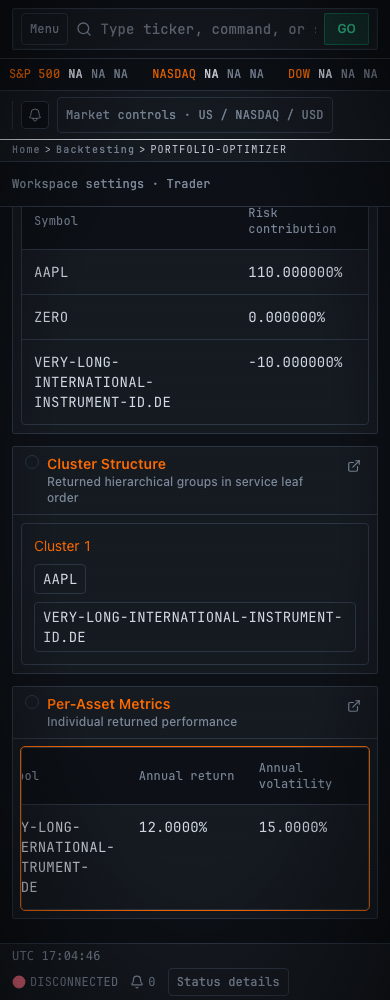 Menu Type ticker, command, or GO
S&P 500 NA NA NA NASDAQ NA NA NA DOW NA NA NA
Market controls · US / NASDAQ / USD
Home > Backtesting > PORTFOLIO-OPTIMIZER
Workspace settings · Trader
Symbol Risk
contribution
AAPL 110.000000%
ZERO 0.000000%
VERY-LONG- -10.000000%
INTERNATIONAL-
INSTRUMENT-ID.DE
Cluster Structure
Returned hierarchical groups in service leaf
order
Cluster 1
AAPL
VERY-LONG-INTERNATIONAL-INSTRUMENT-
ID.DE
Per-Asset Metrics
Individual returned performance
ol Annual return Annual
volatility
Y-LONG- 12.0000% 15.0000%
ERNATIONAL-
TRUMENT-
DE
UTC 17:04:46
DISCONNECTED 0 Status details